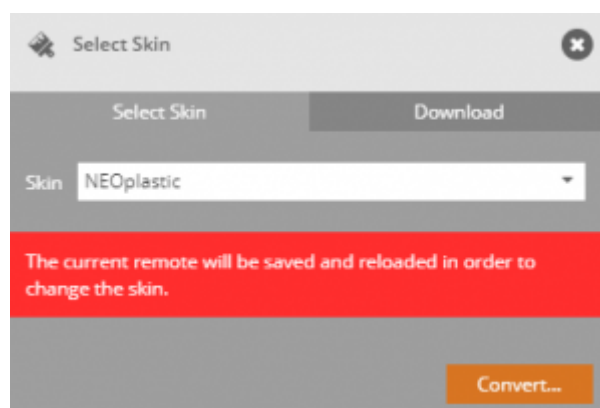 Select Skin
Select Skin Download
Skin NEOplastic
The current remote will be saved and reloaded in order to
change the skin.
Convert...